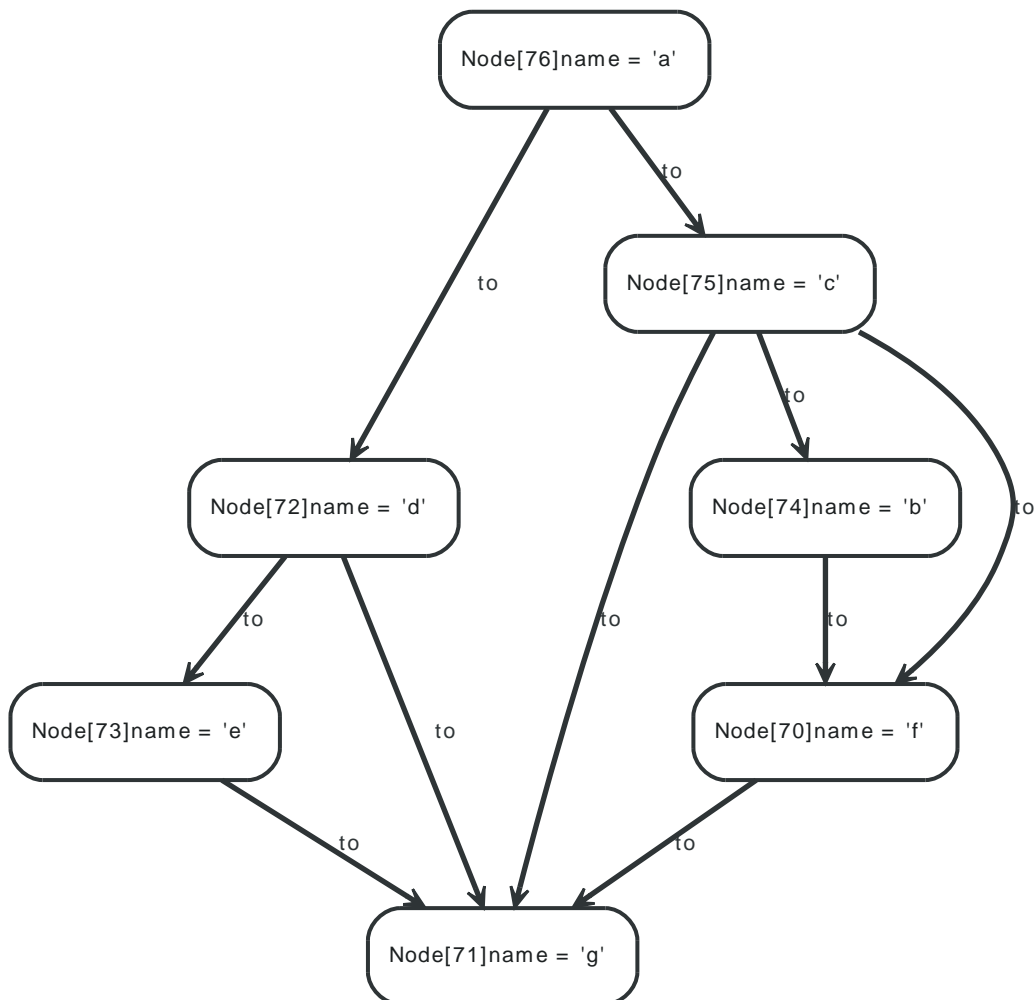 Node[76]name = 'a'
to
to
Node[75]name = 'c'
to
Node[72]name = 'd'
Node[74]name = 'b'
to
to
to
to
Node[73]name = 'e'
to
Node[70]name = 'f'
to
to
Node[71]name = 'g'